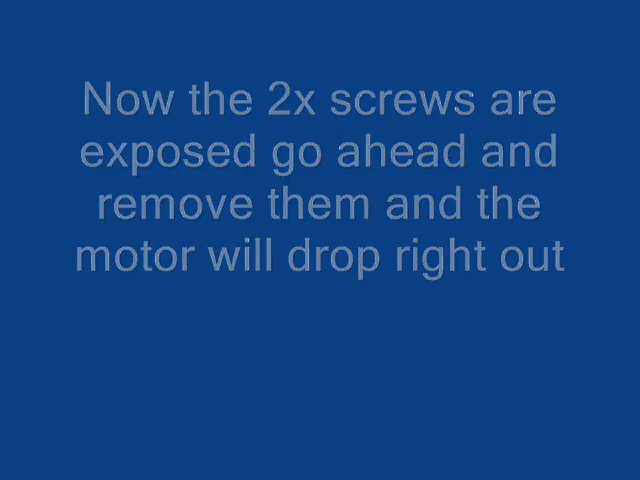 Now the 2x screws are
exposed go ahead and
remove them and the
motor will drop right out